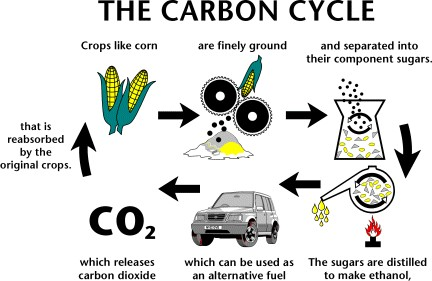 THE CARBON CYCLE
Crops like corn
are finely ground
and separated into
their component sugars.
The sugars are distilled
to make ethanol,
which can be used as
an alternative fuel
which releases
carbon dioxide
CO₂
that is
reabsorbed
by the
original crops.